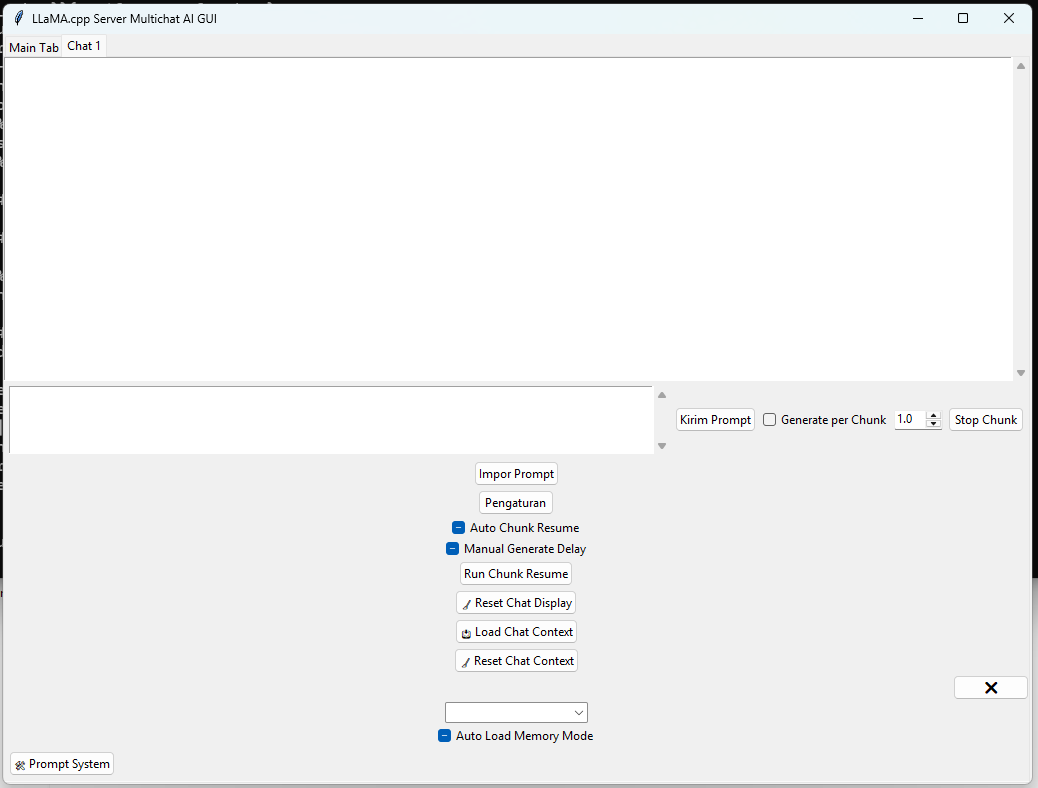 LLaMA.cpp Server Multichat AI GUI
Main Tab Chat 1
Kirim Prompt Generate per Chunk 1.0 Stop Chunk
Impor Prompt
Pengaturan
Auto Chunk Resume
Manual Generate Delay
Run Chunk Resume
Reset Chat Display
Load Chat Context
Reset Chat Context
Auto Load Memory Mode
Prompt System